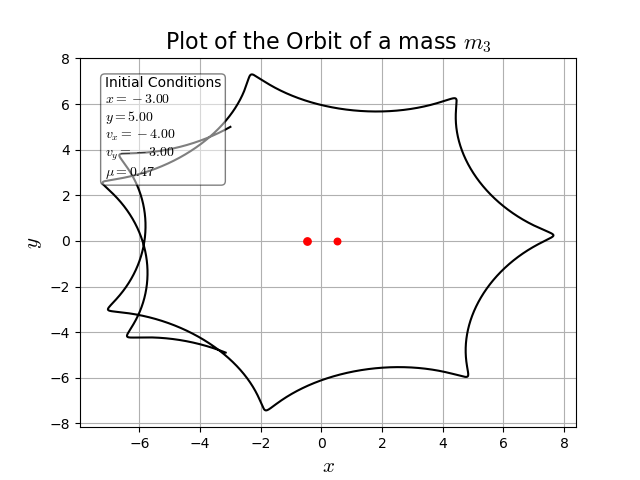 Plot of the Orbit of a mass m₃
Initial Conditions
x = −3.00
y = 5.00
vₓ = −4.00
v_y = −3.00
μ = 0.47
8
6
4
2
0
−2
−4
−6
−8
y
−6 −4 −2 0 2 4 6 8
x